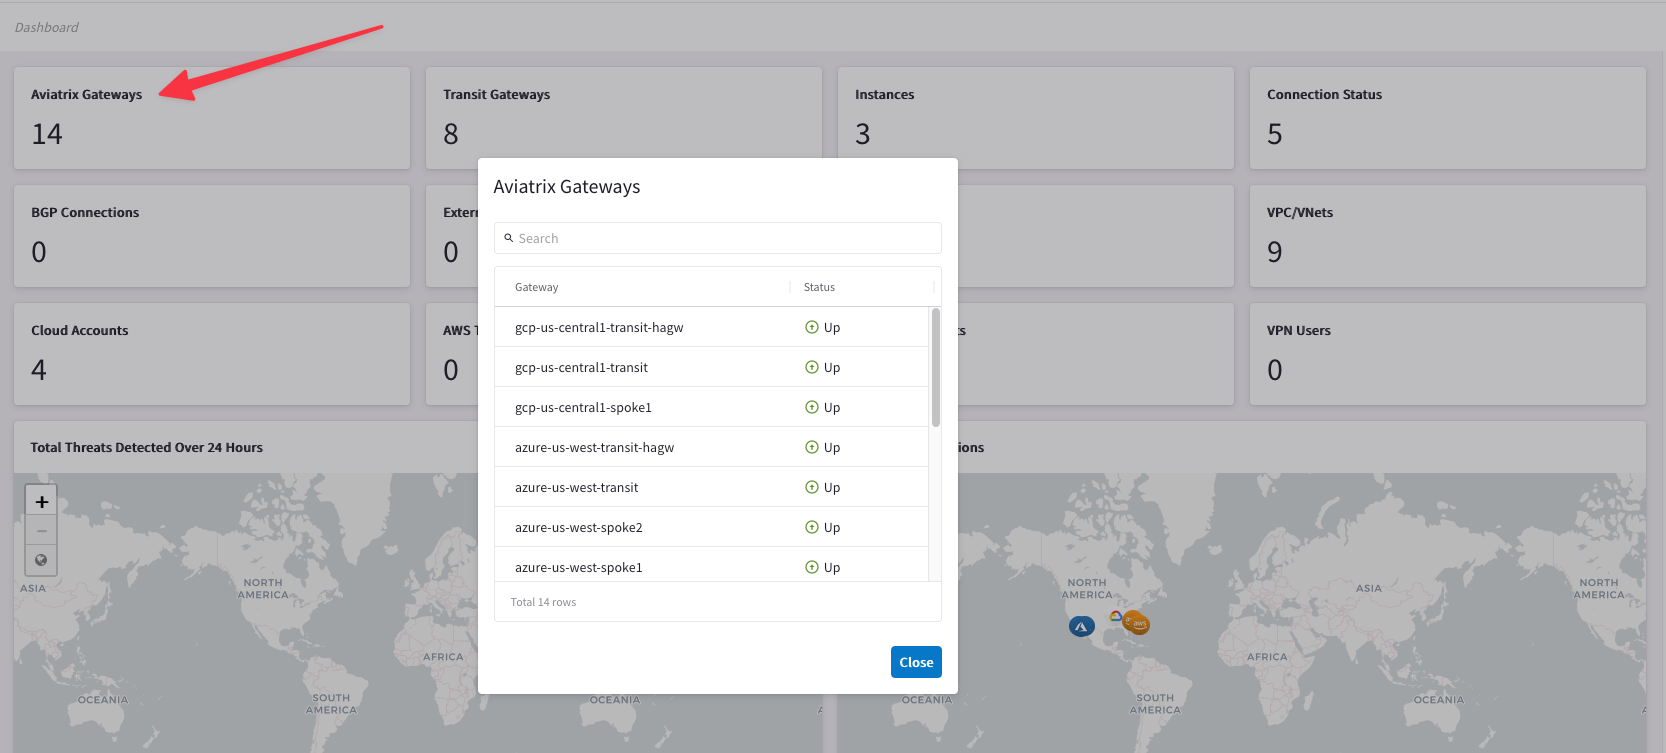 Dashboard
Aviatrix Gateways
14
Transit Gateways
8
Instances
3
Connection Status
5
BGP Connections
0
0
VPC/VNets
9
Cloud Accounts
4
AWS
0
VPN Users
0
Aviatrix Gateways
Search
Gateway Status
gcp-us-central1-transit-hagw Up
gcp-us-central1-transit Up
gcp-us-central1-spoke1 Up
azure-us-west-transit-hagw Up
azure-us-west-transit Up
azure-us-west-spoke2 Up
azure-us-west-spoke1 Up
Total 14 rows
Close
Total Threats Detected Over 24 Hours
+
−
ASIA
NORTH
AMERICA
AFRICA
OCEANIA
SOUTH
AMERICA
OCEANIA
NORTH
AMERICA
ASIA
NORTH
AMERICA
aws
AFRICA
OCEANIA
SOUTH
AMERICA
OCEANIA